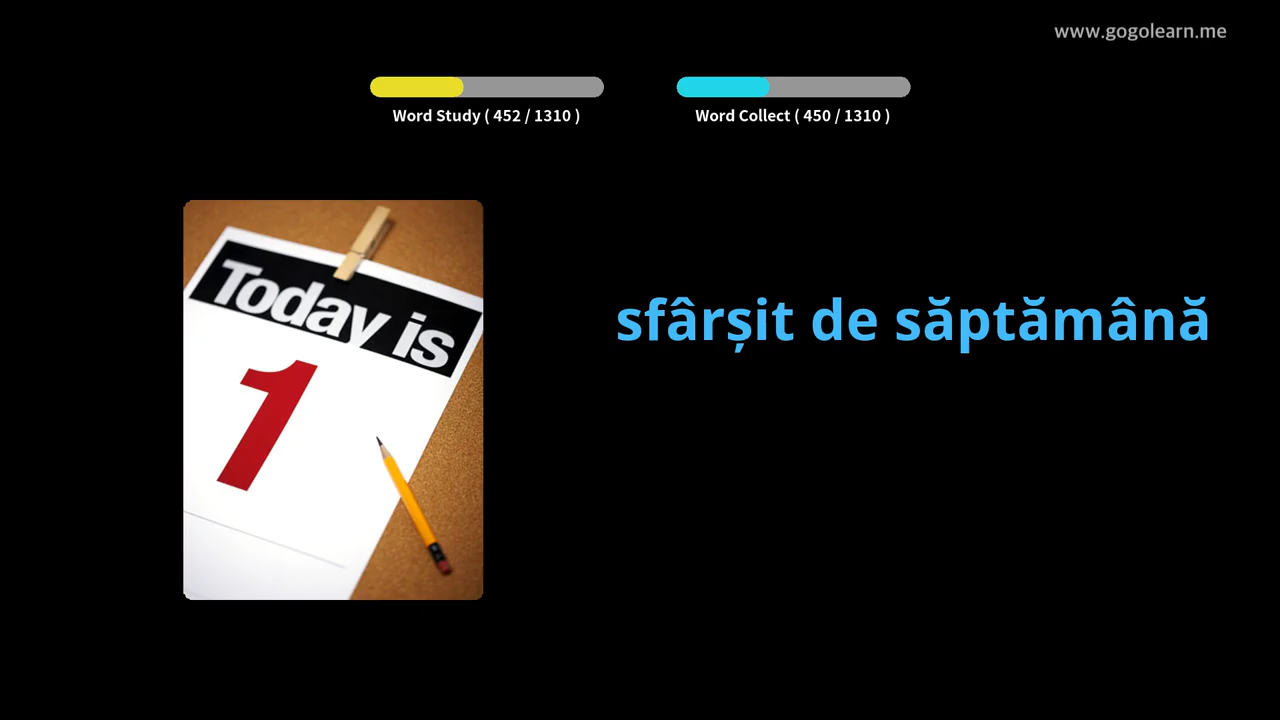 www.gogolearn.me
Word Study ( 452 / 1310 )
Word Collect ( 450 / 1310 )
Today is
1
sfârșit de săptămână